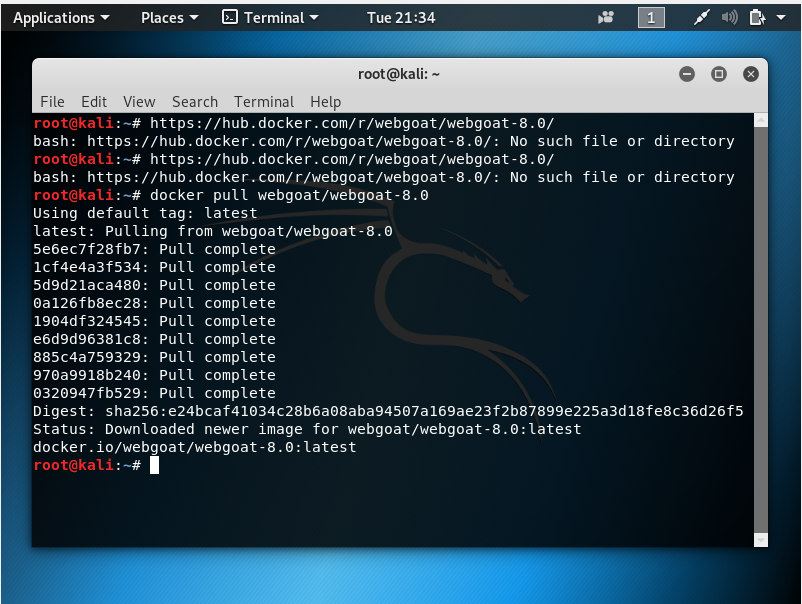 Applications Places Terminal Tue 21:34 1
root@kali: ~
File Edit View Search Terminal Help
root@kali:~# https://hub.docker.com/r/webgoat/webgoat-8.0/
bash: https://hub.docker.com/r/webgoat/webgoat-8.0/: No such file or directory
root@kali:~# https://hub.docker.com/r/webgoat/webgoat-8.0/
bash: https://hub.docker.com/r/webgoat/webgoat-8.0/: No such file or directory
root@kali:~# docker pull webgoat/webgoat-8.0
Using default tag: latest
latest: Pulling from webgoat/webgoat-8.0
5e6ec7f28fb7: Pull complete
1cf4e4a3f534: Pull complete
5d9d21aca480: Pull complete
0a126fb8ec28: Pull complete
1904df324545: Pull complete
e6d9d96381c8: Pull complete
885c4a759329: Pull complete
970a9918b240: Pull complete
0320947fb529: Pull complete
Digest: sha256:e24bcaf41034c28b6a08aba94507a169ae23f2b87899e225a3d18fe8c36d26f5
Status: Downloaded newer image for webgoat/webgoat-8.0:latest
docker.io/webgoat/webgoat-8.0:latest
root@kali:~#